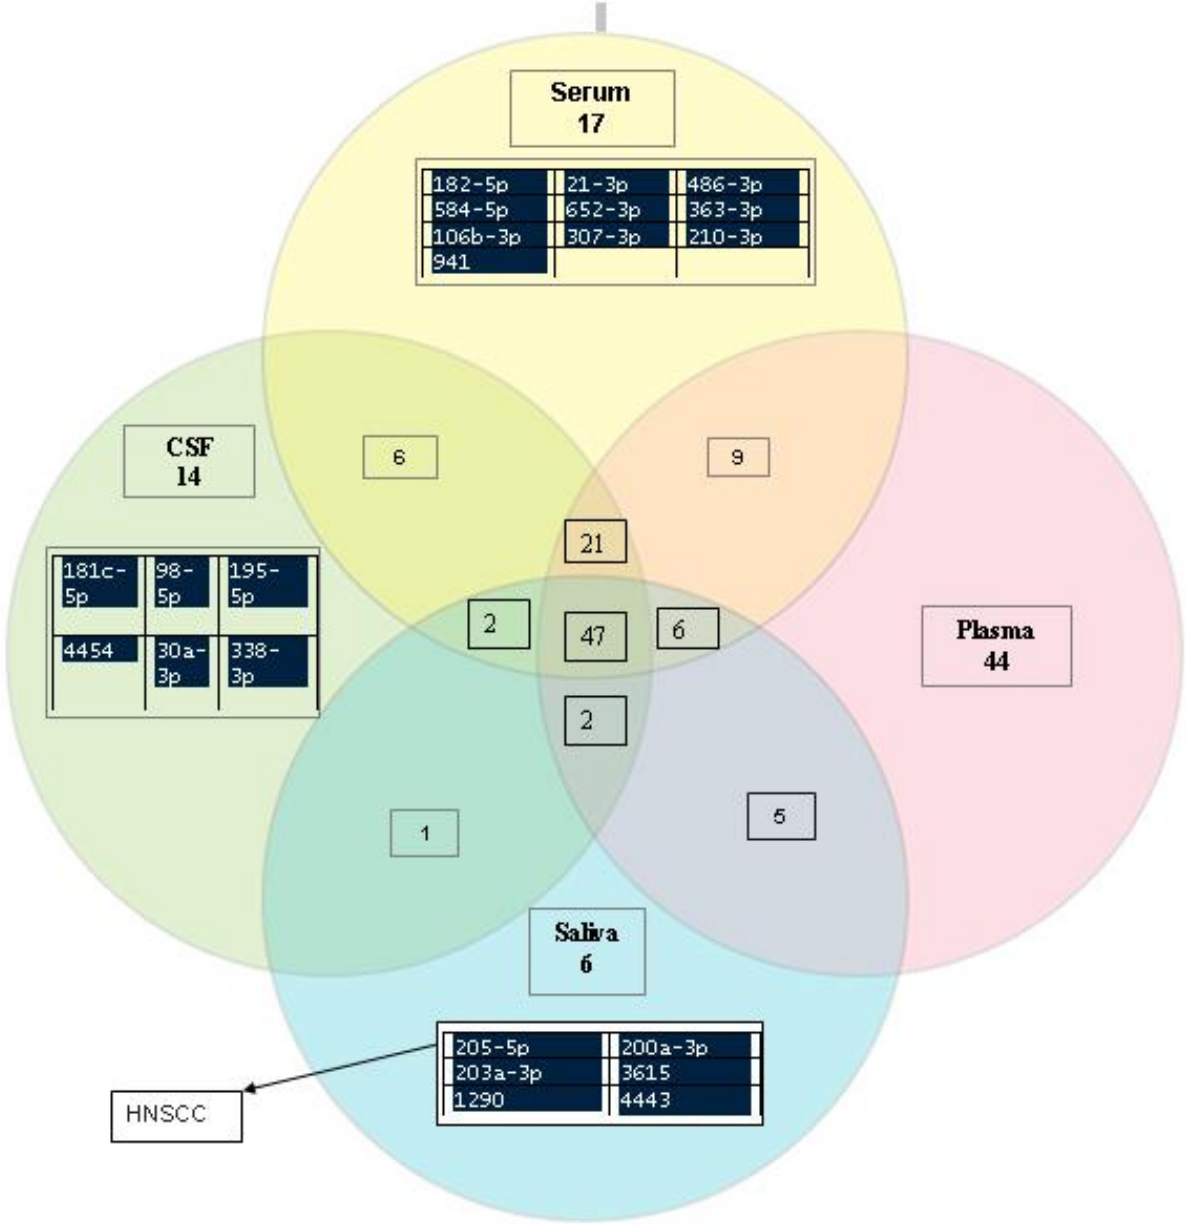 Serum
17
182-5p 21-3p 486-3p
584-5p 652-3p 363-3p
106b-3p 307-3p 210-3p
941
CSF
14
6
9
181c-5p 98-5p 195-5p
4454 30a-3p 338-3p
21
2
47
6
2
Plasma
44
1
5
Saliva
6
205-5p 200a-3p
203a-3p 3615
1290 4443
HNSCC